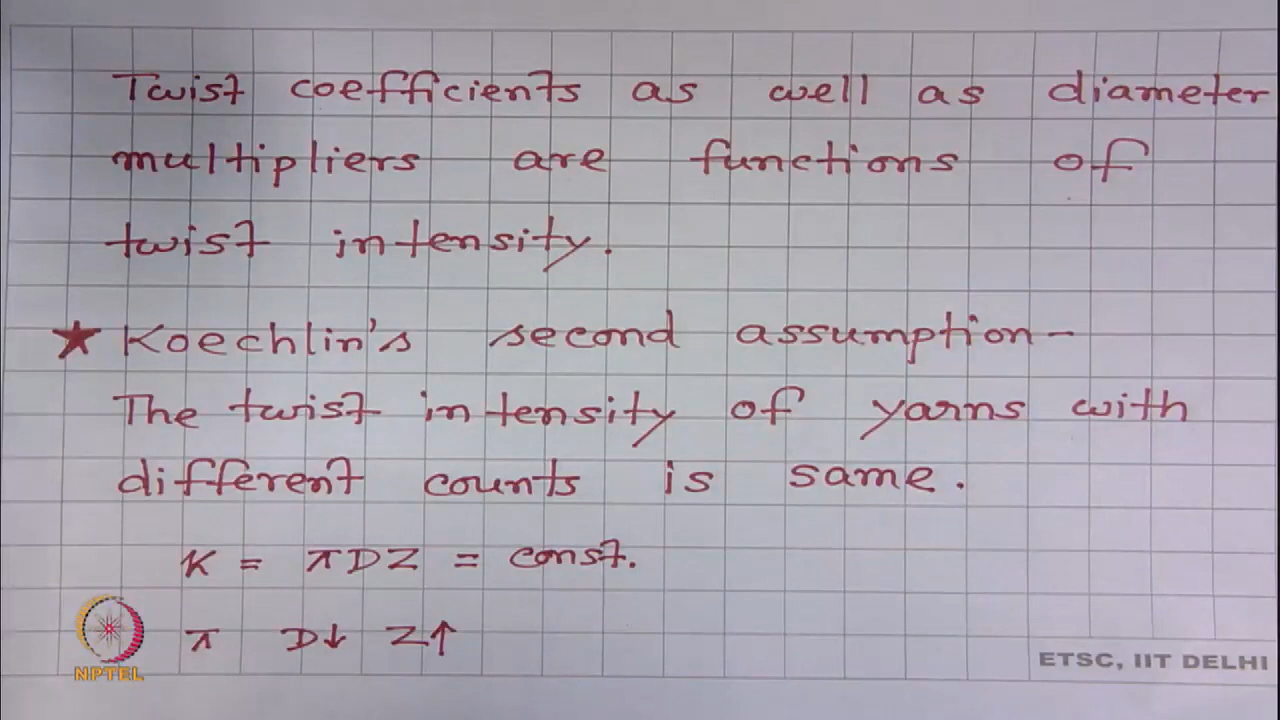 Twist coefficients as well as diameter
multipliers are functions of
twist intensity.
★ Koechlin's second assumption-
The twist intensity of yarns with
different counts is same.
K = πDZ = const.
π D↓ Z↑
NPTEL
ETSC, IIT DELHI